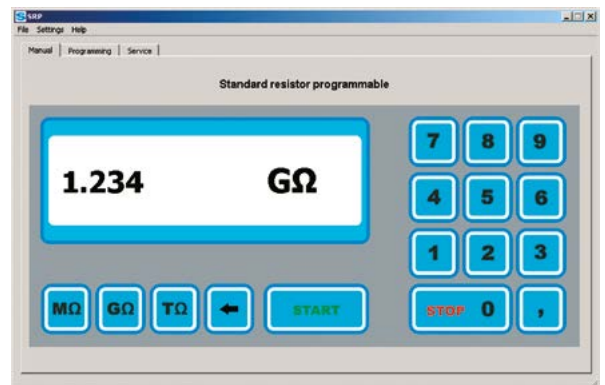 SRP
File Settings Help
Manual Programming Service
Standard resistor programmable
1.234 GΩ
7 8 9
4 5 6
1 2 3
MΩ GΩ TΩ ← START STOP 0 ,